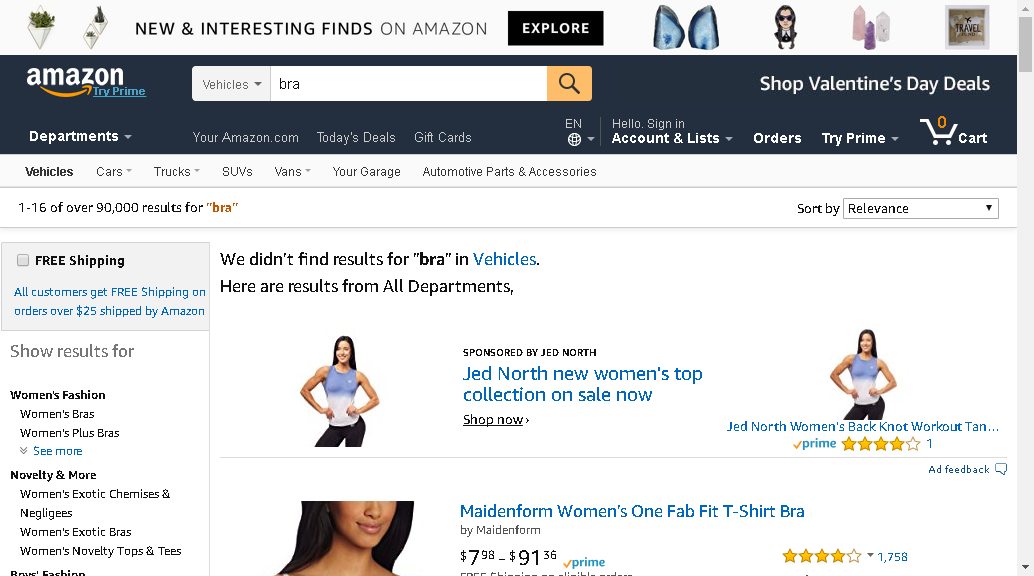 NEW & INTERESTING FINDS ON AMAZON
EXPLORE
TRAVEL
amazon
Try Prime
Vehicles
bra
Shop Valentine's Day Deals
Departments
Your Amazon.com
Today's Deals
Gift Cards
EN
Hello. Sign in
Account & Lists
Orders
Try Prime
0
Cart
Vehicles
Cars
Trucks
SUVs
Vans
Your Garage
Automotive Parts & Accessories
1-16 of over 90,000 results for "bra"
Sort by Relevance
FREE Shipping
All customers get FREE Shipping on
orders over $25 shipped by Amazon
Show results for
Women's Fashion
Women's Bras
Women's Plus Bras
See more
Novelty & More
Women's Exotic Chemises &
Negligees
Women's Exotic Bras
Women's Novelty Tops & Tees
Boys' Fashion
We didn't find results for "bra" in Vehicles.
Here are results from All Departments,
SPONSORED BY JED NORTH
Jed North new women's top
collection on sale now
Shop now ›
Jed North Women's Back Knot Workout Tan...
prime
1
Ad feedback
Maidenform Women's One Fab Fit T-Shirt Bra
by Maidenform
$7 98 - $91 36 prime
1,758
FREE Shipping on eligible orders